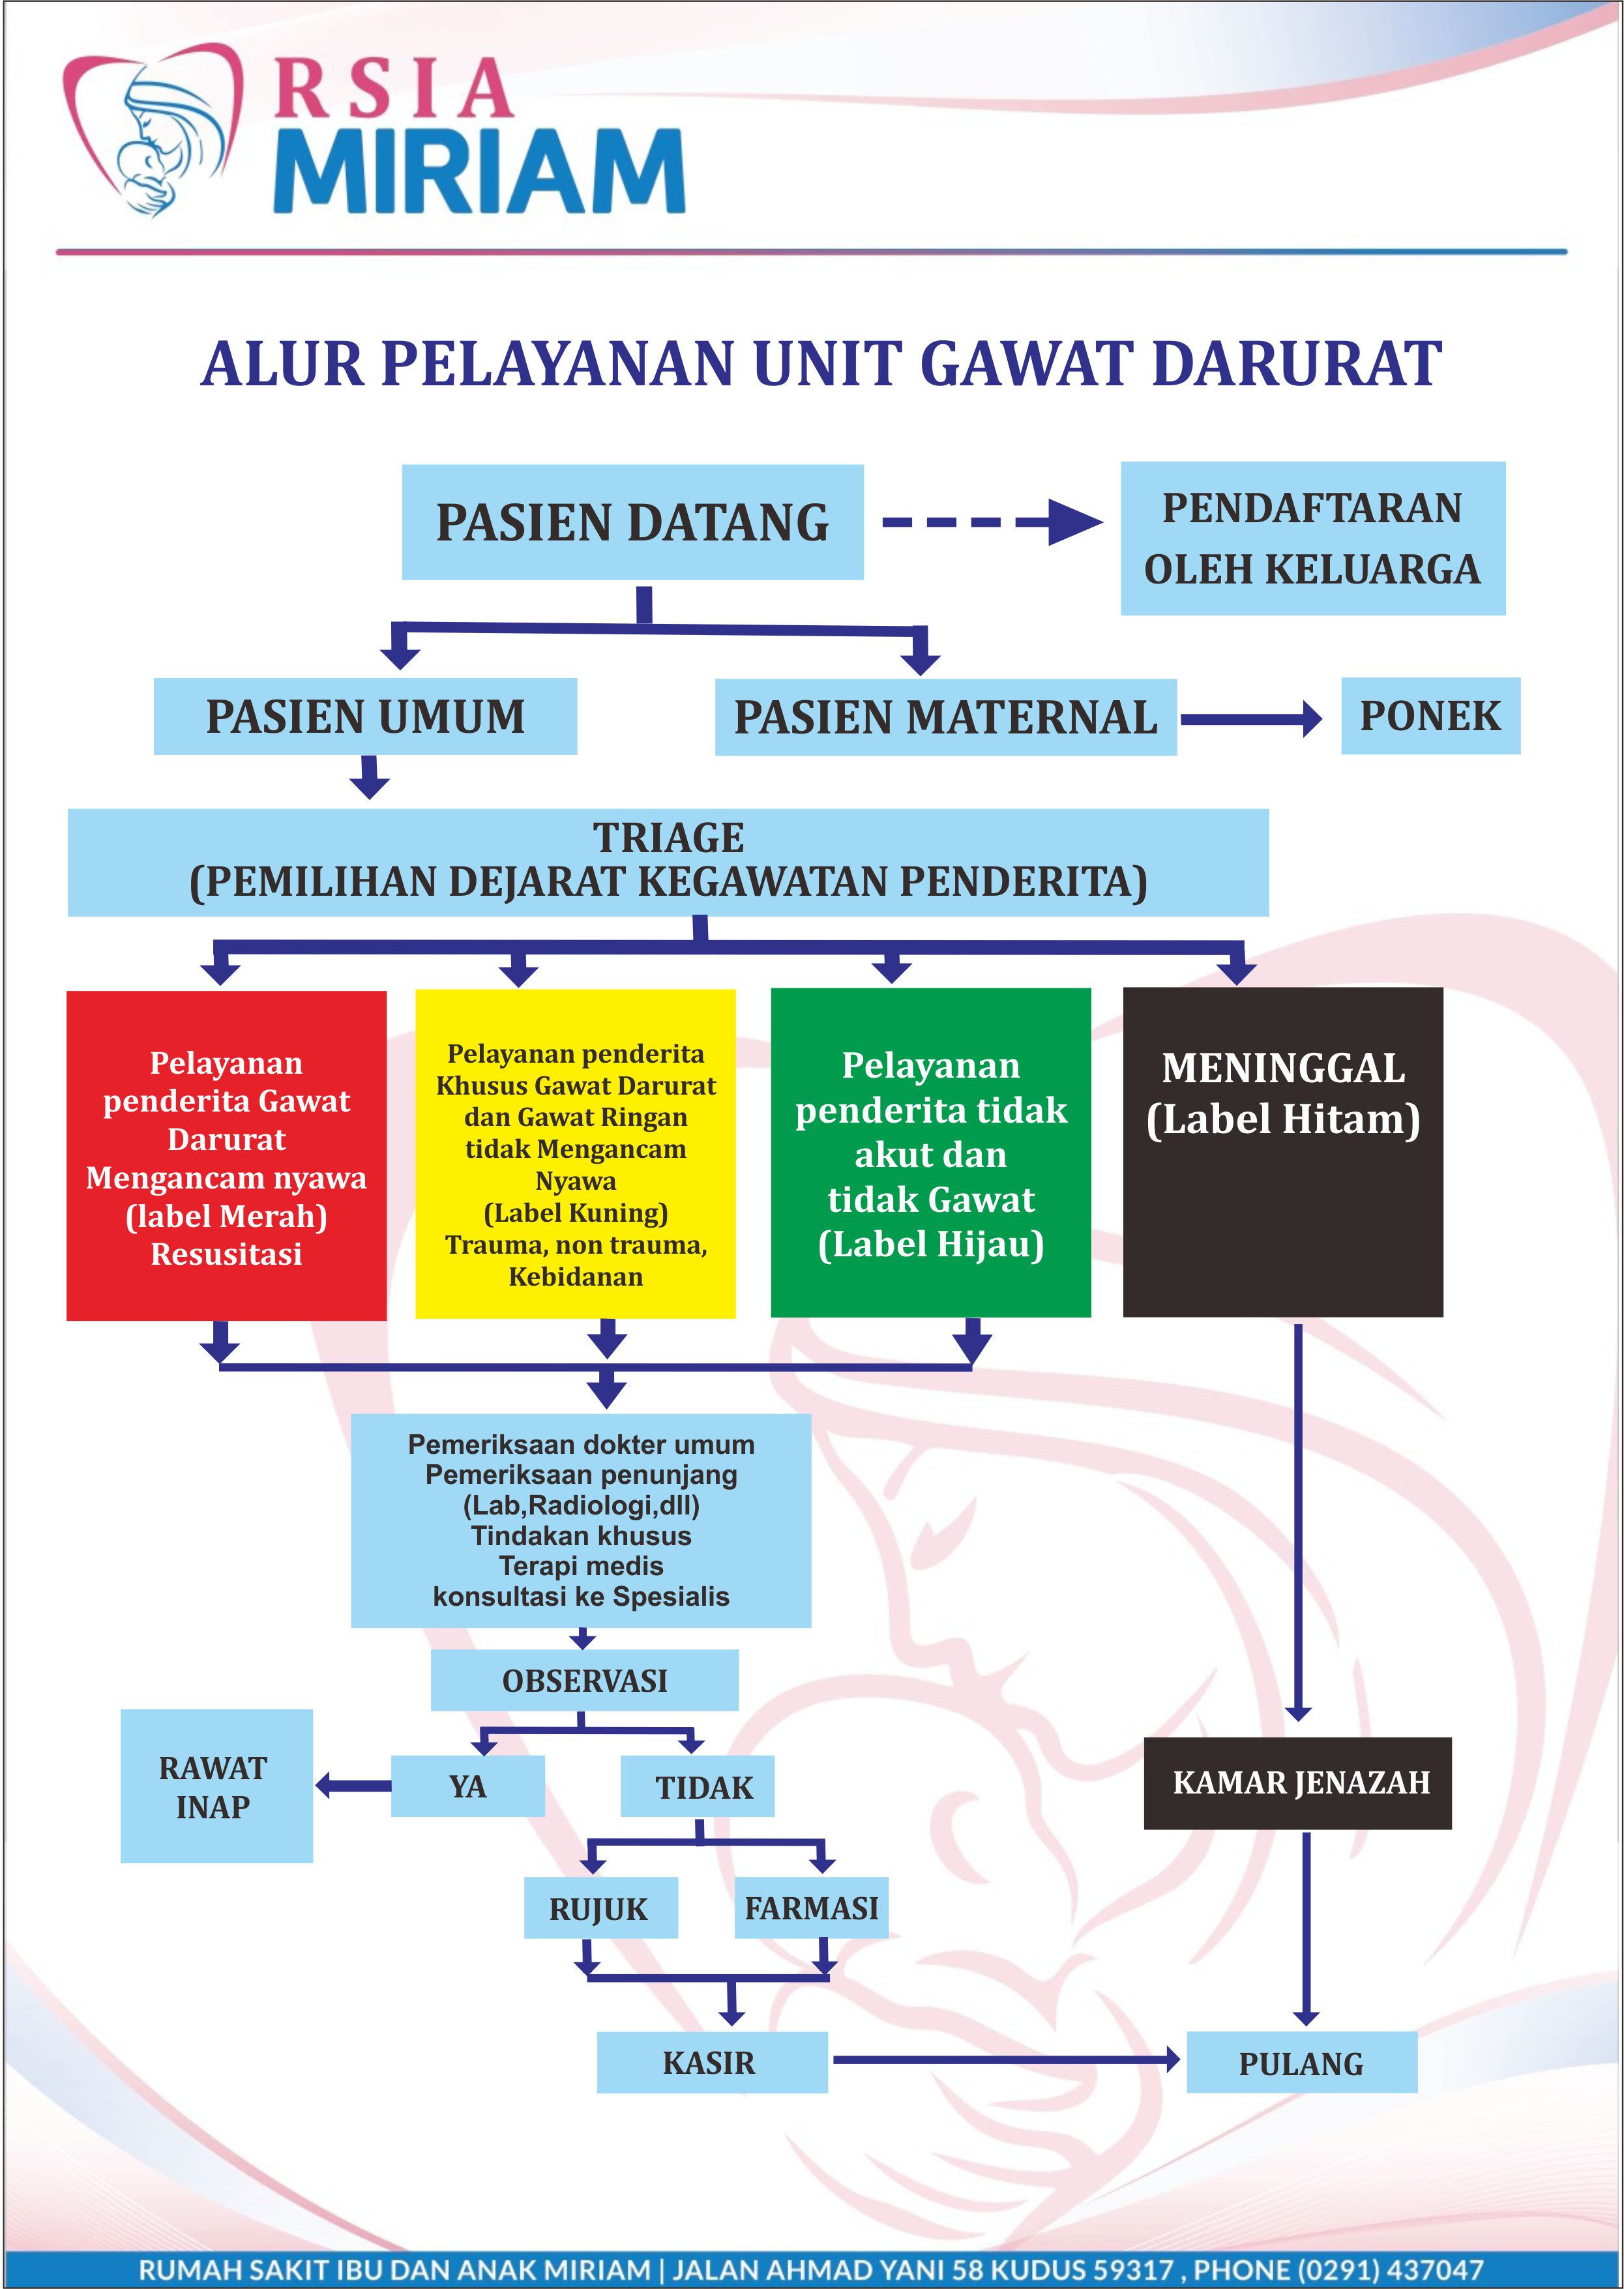 RSIA
MIRIAM
ALUR PELAYANAN UNIT GAWAT DARURAT
PASIEN DATANG
PENDAFTARAN
OLEH KELUARGA
PASIEN UMUM
PASIEN MATERNAL
PONEK
TRIAGE
(PEMILIHAN DEJARAT KEGAWATAN PENDERITA)
Pelayanan
penderita Gawat
Darurat
Mengancam nyawa
(label Merah)
Resusitasi
Pelayanan penderita
Khusus Gawat Darurat
dan Gawat Ringan
tidak Mengancam
Nyawa
(Label Kuning)
Trauma, non trauma,
Kebidanan
Pelayanan
penderita tidak
akut dan
tidak Gawat
(Label Hijau)
MENINGGAL
(Label Hitam)
Pemeriksaan dokter umum
Pemeriksaan penunjang
(Lab,Radiologi,dll)
Tindakan khusus
Terapi medis
konsultasi ke Spesialis
OBSERVASI
RAWAT
INAP
YA
TIDAK
KAMAR JENAZAH
RUJUK
FARMASI
KASIR
PULANG
RUMAH SAKIT IBU DAN ANAK MIRIAM | JALAN AHMAD YANI 58 KUDUS 59317 , PHONE (0291) 437047